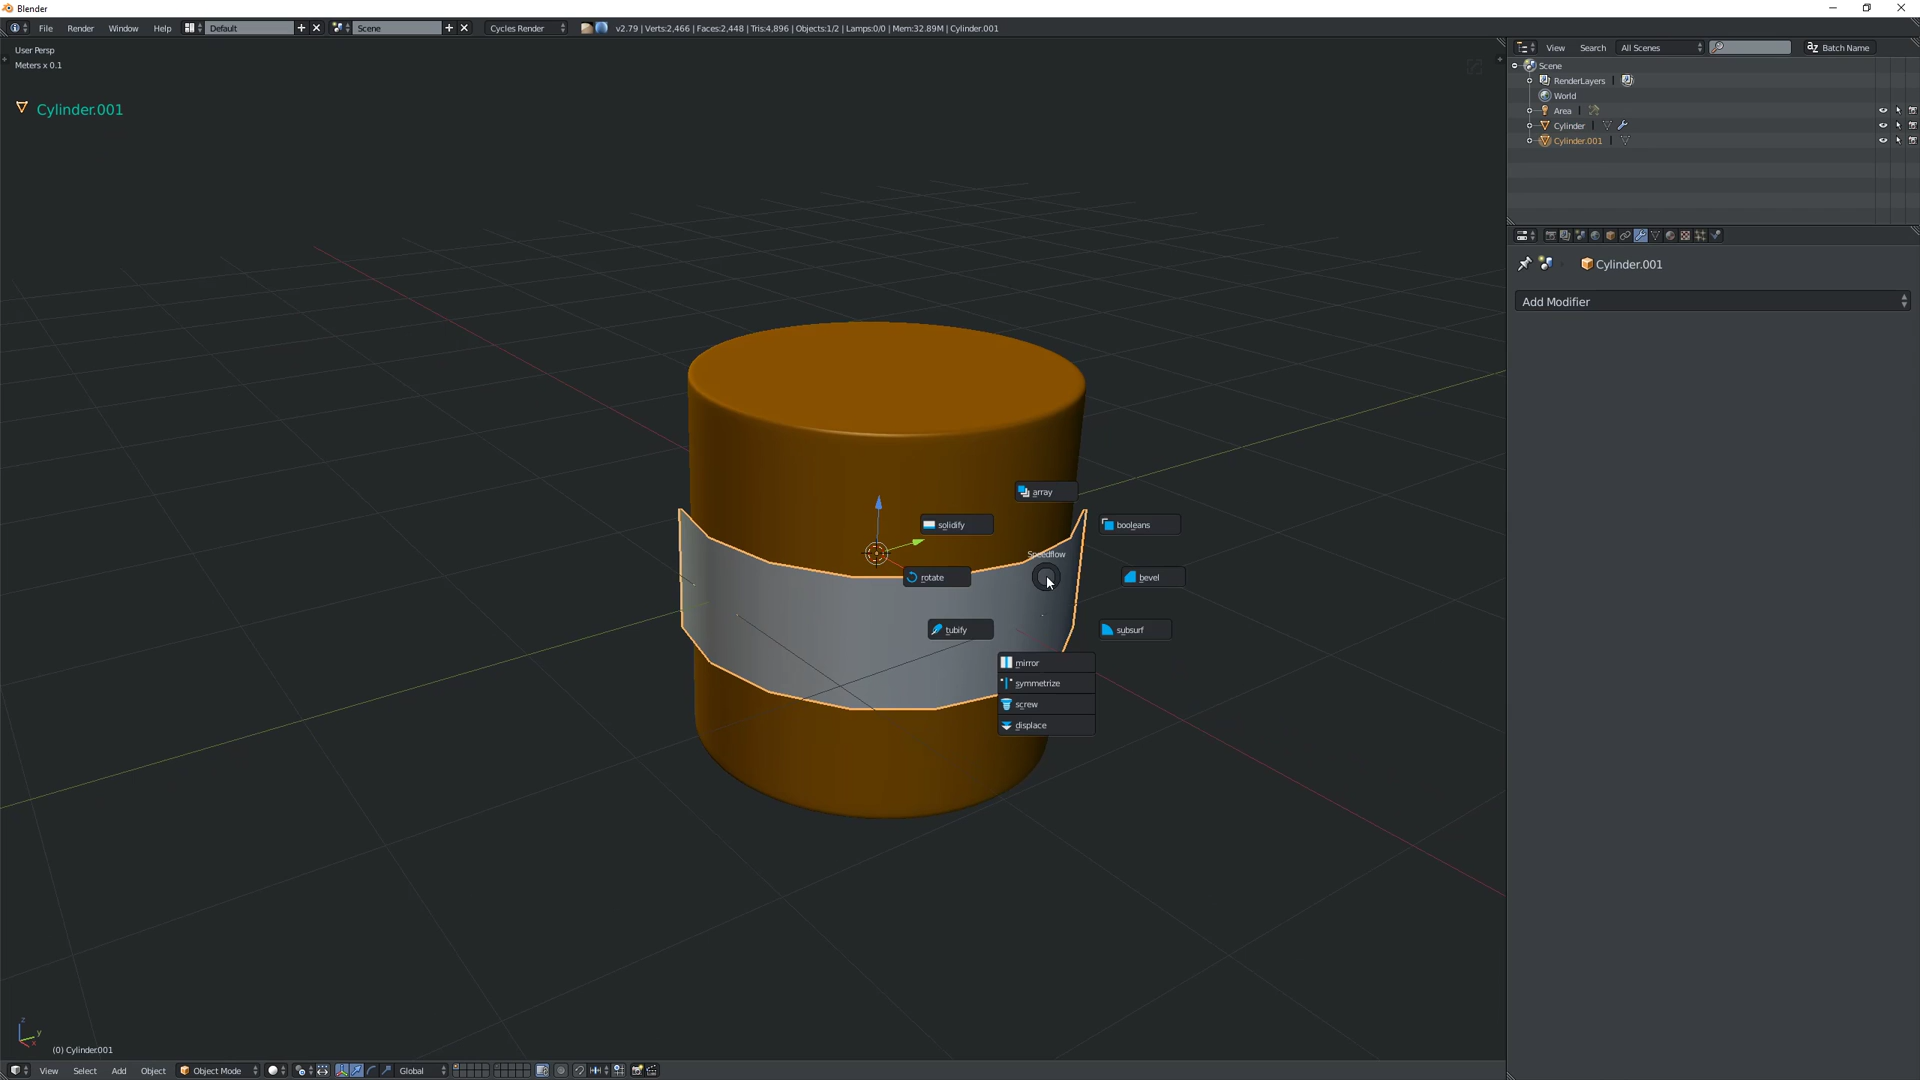 Blender
File Render Window Help Default Scene Cycles Render v2.79 | Verts:2,466 | Faces:2,448 | Tris:4,896 | Objects:1/2 | Lamps:0/0 | Mem:32.89M | Cylinder.001
User Persp
Meters x 0.1
Cylinder.001
View Search All Scenes Batch Name
Scene
RenderLayers
World
Area
Cylinder
Cylinder.001
Cylinder.001
Add Modifier
array
solidify
booleans
Speedflow
rotate
bevel
tubify
subsurf
mirror
symmetrize
screw
displace
z
y
x
(0) Cylinder.001
View Select Add Object Object Mode Global